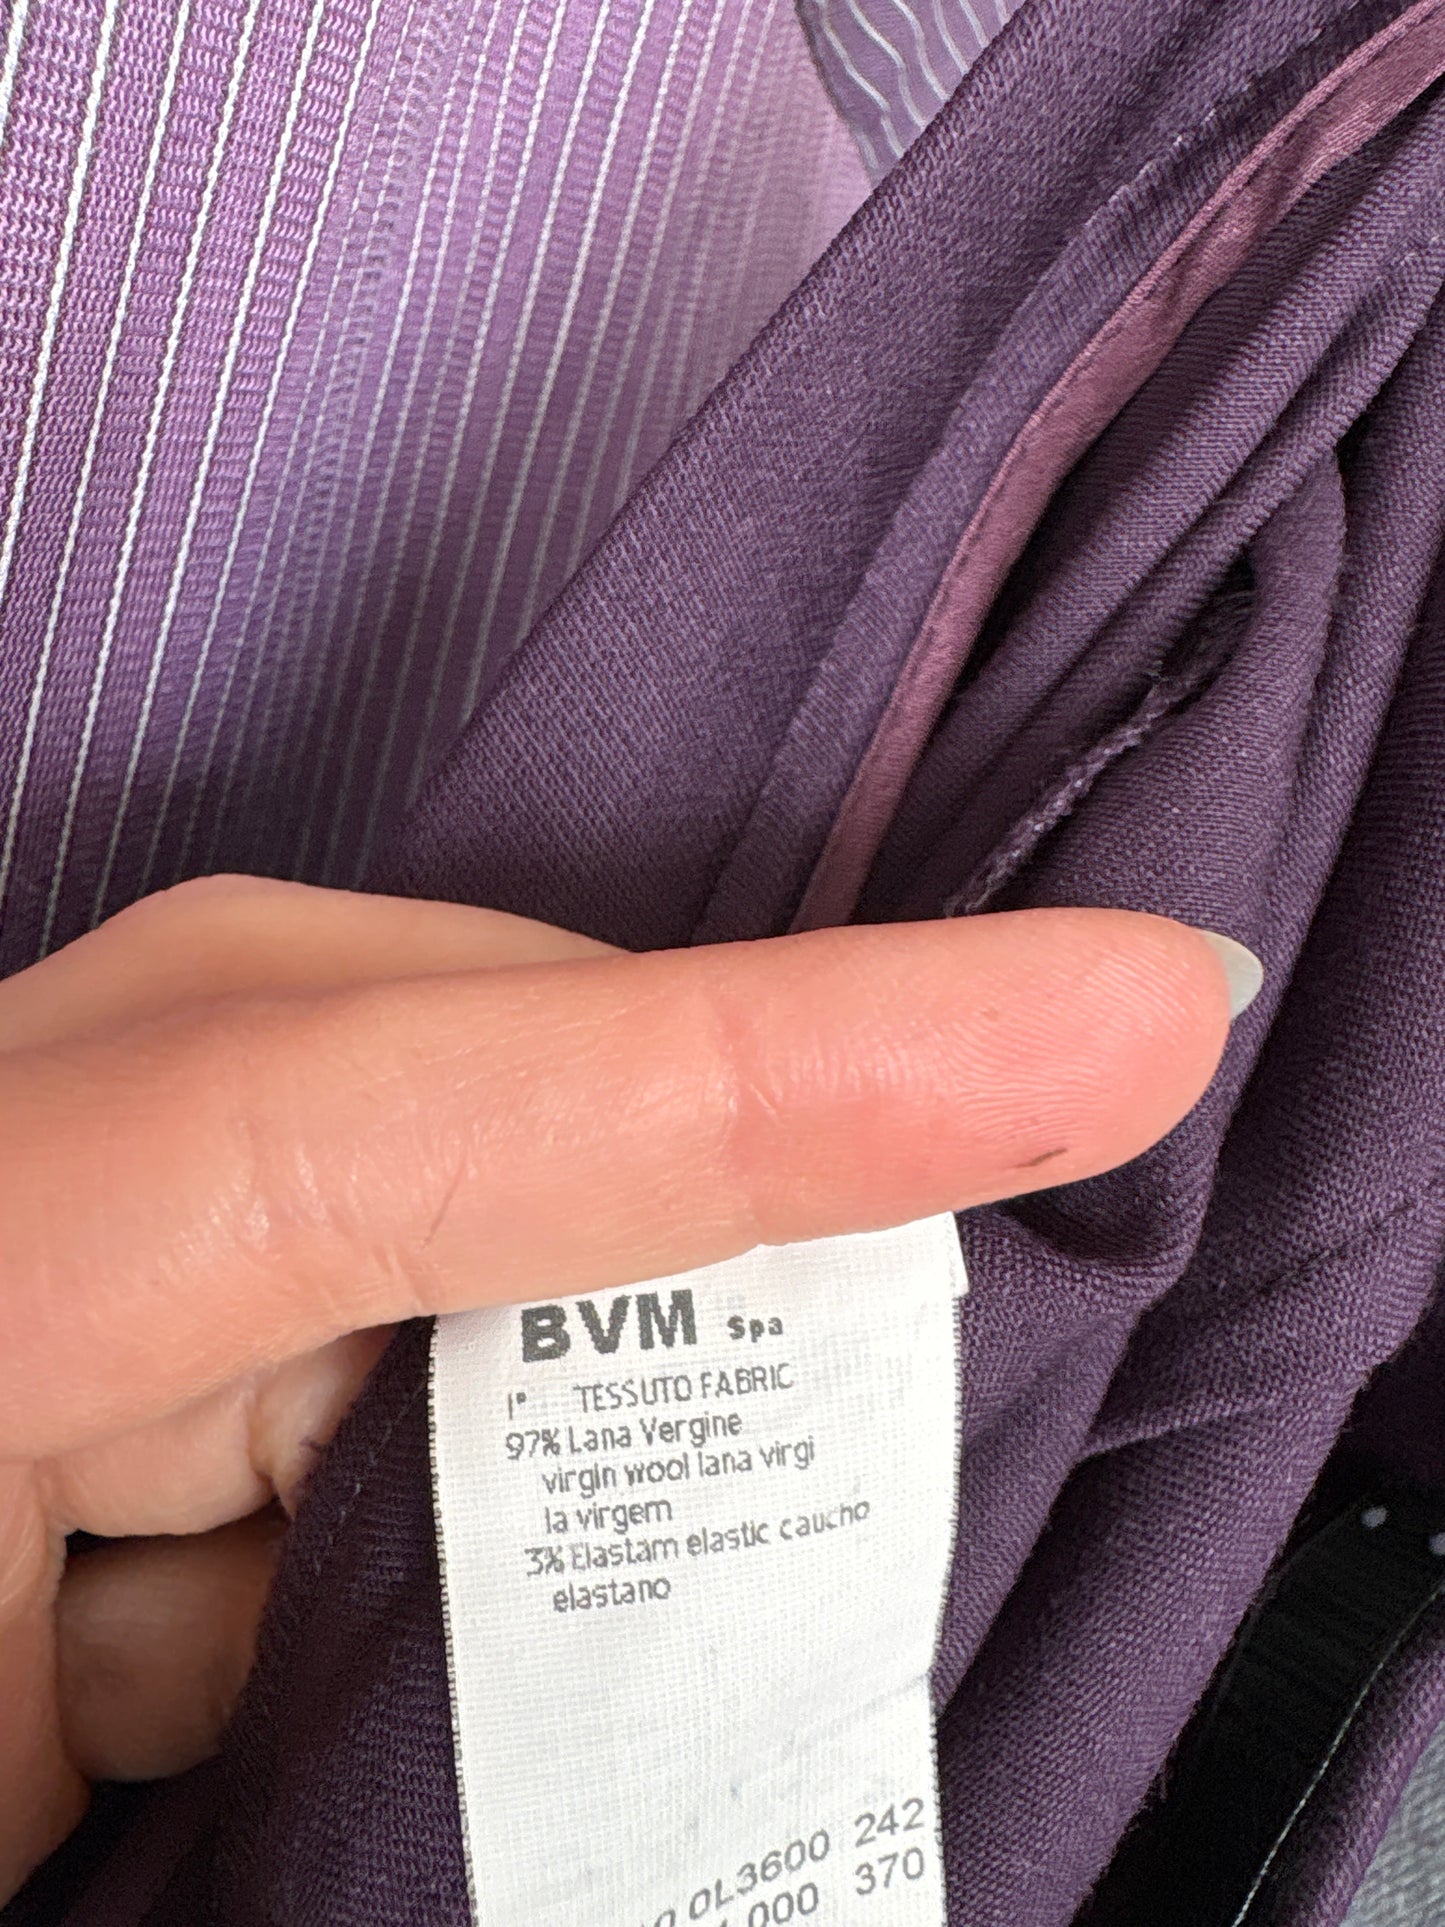 BVM Spa
I° TESSUTO FABRIC
97% Lana Vergine
virgin wool lana virgi
la virgem
3% Elastam elastic caucho
elastano
0L3600 242
.000 370